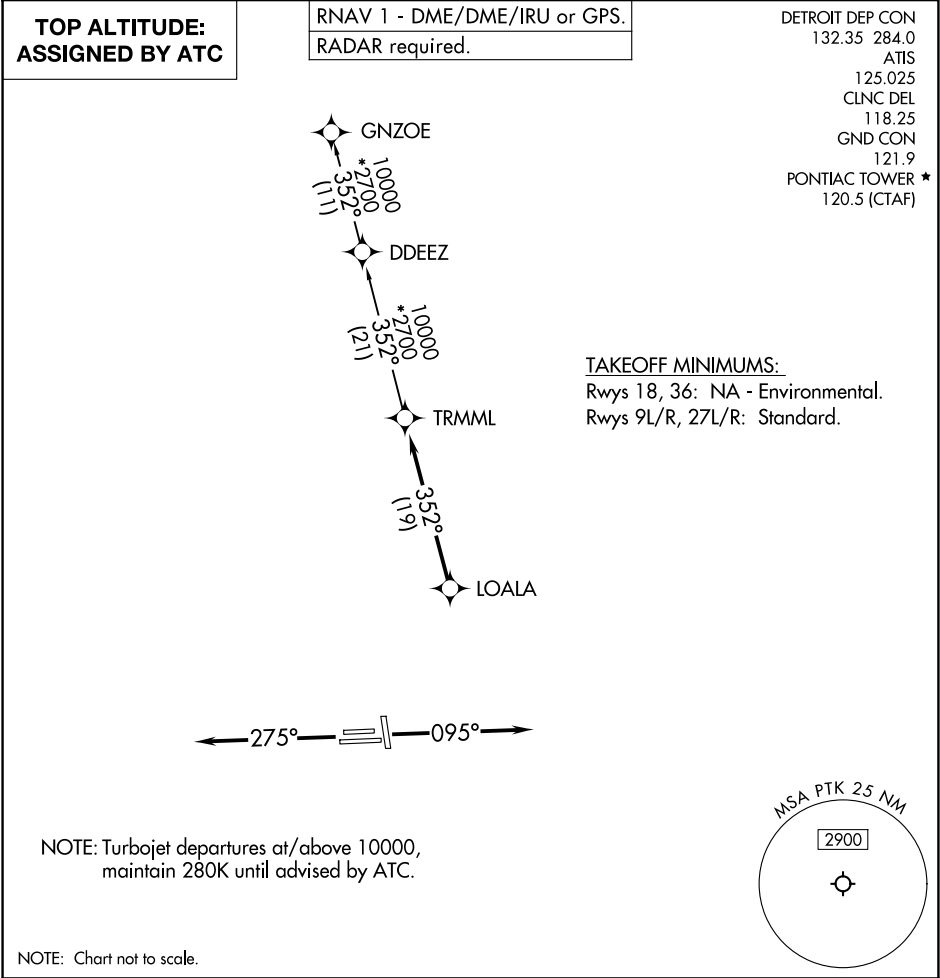 TOP ALTITUDE:
ASSIGNED BY ATC
RNAV 1 - DME/DME/IRU or GPS.
RADAR required.
DETROIT DEP CON
132.35 284.0
ATIS
125.025
CLNC DEL
118.25
GND CON
121.9
PONTIAC TOWER ★
120.5 (CTAF)
GNZOE
10000
*2700
352°
(11)
DDEEZ
10000
*2700
352°
(21)
TRMML
352°
(19)
LOALA
TAKEOFF MINIMUMS:
Rwys 18, 36: NA - Environmental.
Rwys 9L/R, 27L/R: Standard.
275°
095°
NOTE: Turbojet departures at/above 10000,
maintain 280K until advised by ATC.
MSA PTK 25 NM
2900
NOTE: Chart not to scale.